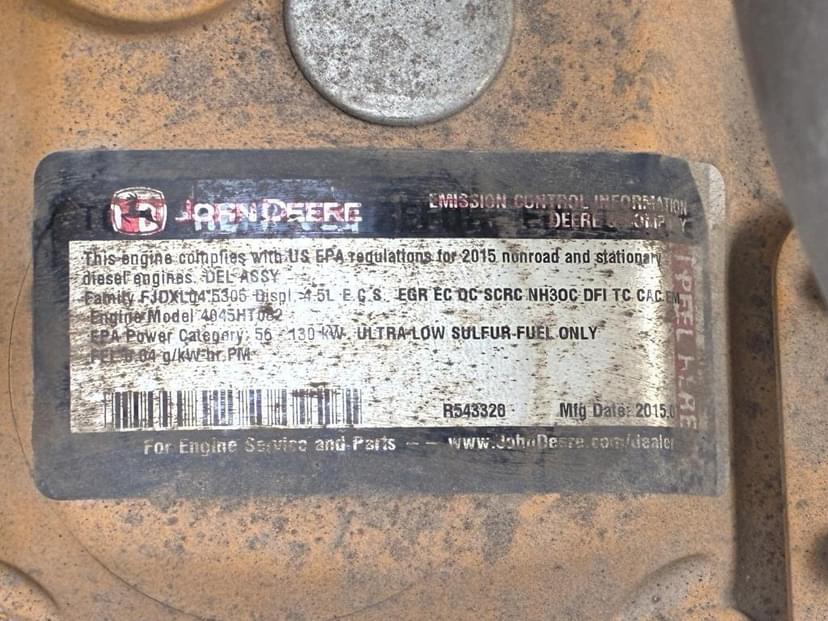 JOHN DEERE
EMISSION CONTROL INFORMATION
DEERE & COMPANY
This engine complies with US EPA regulations for 2015 nonroad and stationary
diesel engines. DEL ASSY
Family FJDXL04.5305 Displ. 4.5L E.C.S. EGR EC OC SCRC NH3OC DFI TC CAC EM
Engine Model 4045HT082
EPA Power Category: 56 - 130 kW ULTRA LOW SULFUR FUEL ONLY
FEL 0.04 g/kW-hr PM
R543320 Mfg Date: 2015.0
For Engine Service and Parts -- www.JohnDeere.com/dealer
PEEL HERE